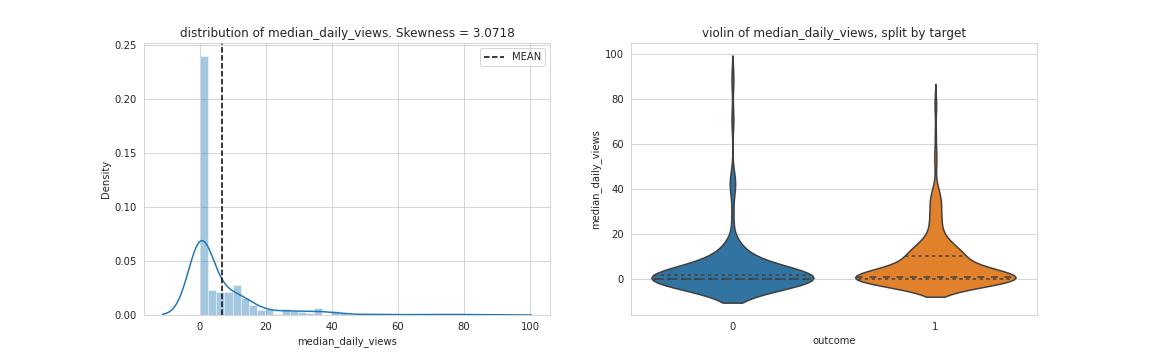 distribution of median_daily_views. Skewness = 3.0718
MEAN
0.25
0.20
0.15
0.10
0.05
0.00
Density
0 20 40 60 80 100
median_daily_views
violin of median_daily_views, split by target
100
80
60
40
20
0
median_daily_views
0 1
outcome